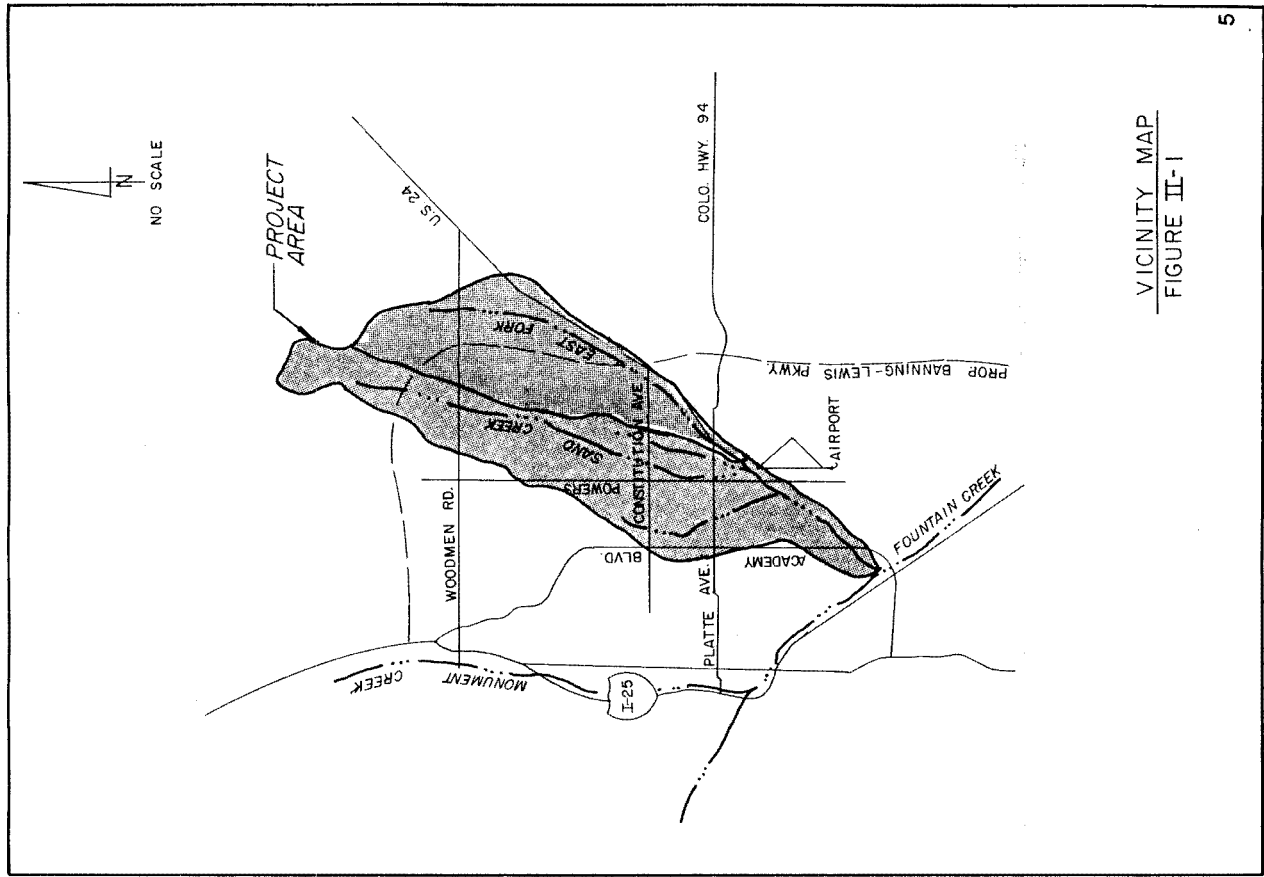 5
N
NO SCALE
PROJECT
AREA
U.S. 24
WOODMEN RD.
EAST
FORK
SAND
CREEK
CONSTITUTION AVE.
POWERS
BLVD.
ACADEMY
PLATTE AVE.
COLO. HWY. 94
PROP. BANNING-LEWIS PKWY.
AIRPORT
FOUNTAIN CREEK
MONUMENT
CREEK
I-25
VICINITY MAP
FIGURE II-1